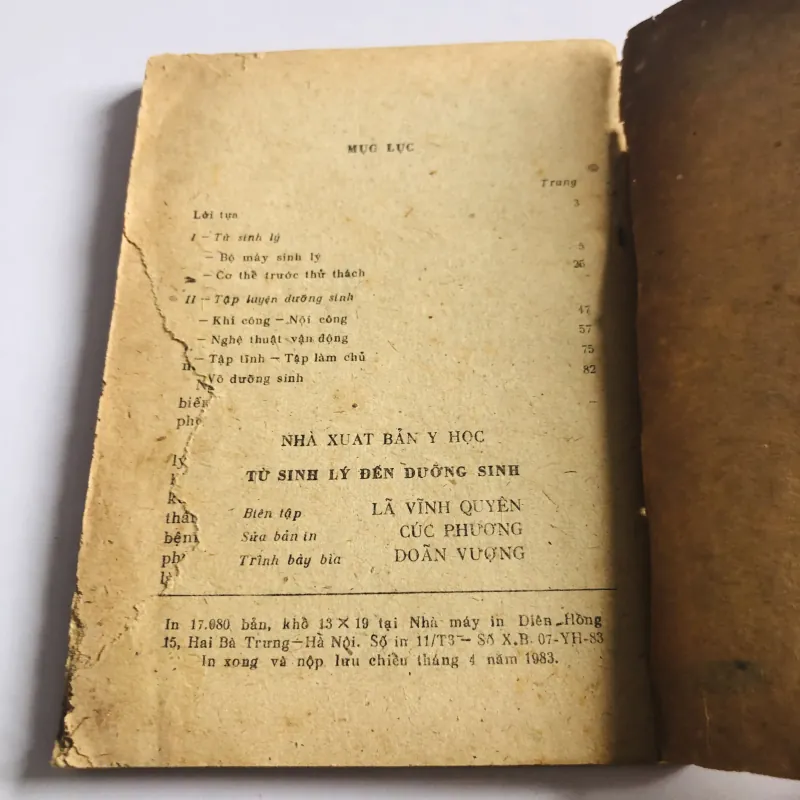 MỤC LỤC
Trang
Lời tựa 3
I – Từ sinh lý
– Bộ máy sinh lý 5
– Cơ thể trước thử thách 26
II – Tập luyện dưỡng sinh
– Khí công – Nội công 47
– Nghệ thuật vận động 57
– Tập tĩnh – Tập làm chủ 75
Võ dưỡng sinh 82
biến
NHÀ XUẤT BẢN Y HỌC
lý
TỪ SINH LÝ ĐẾN DƯỠNG SINH
Biên tập LÃ VĨNH QUYÊN
Sửa bản in CÚC PHƯƠNG
bệm
Trình bày bìa DOÃN VƯỢNG
In 17.080 bản, khổ 13 × 19 tại Nhà máy in Diên Hồng
15, Hai Bà Trưng – Hà Nội. Số in 11/T3 – Số X.B. 07-YH-83
In xong và nộp lưu chiểu tháng 4 năm 1983.